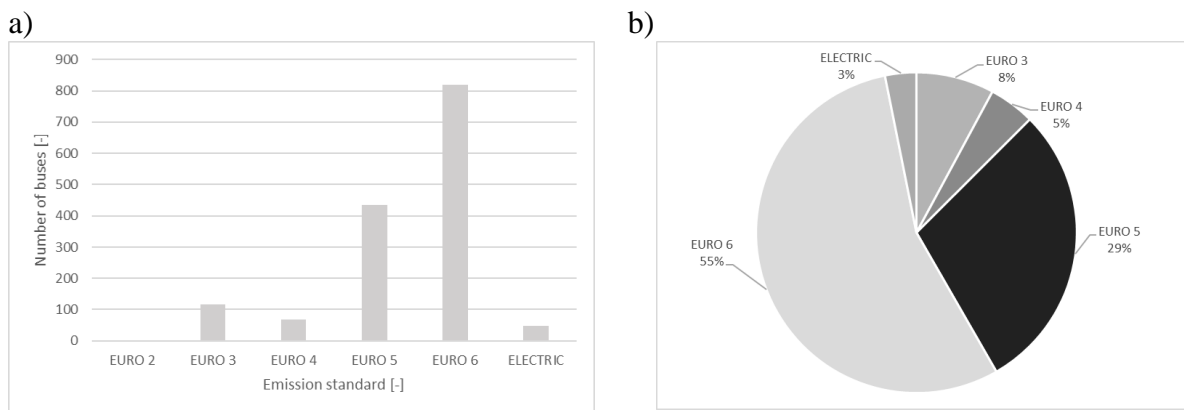 a)
900
800
700
600
500
400
300
200
100
0
Number of buses [-]
EURO 2 EURO 3 EURO 4 EURO 5 EURO 6 ELECTRIC
Emission standard [-]
b)
ELECTRIC
3%
EURO 3
8%
EURO 4
5%
EURO 5
29%
EURO 6
55%